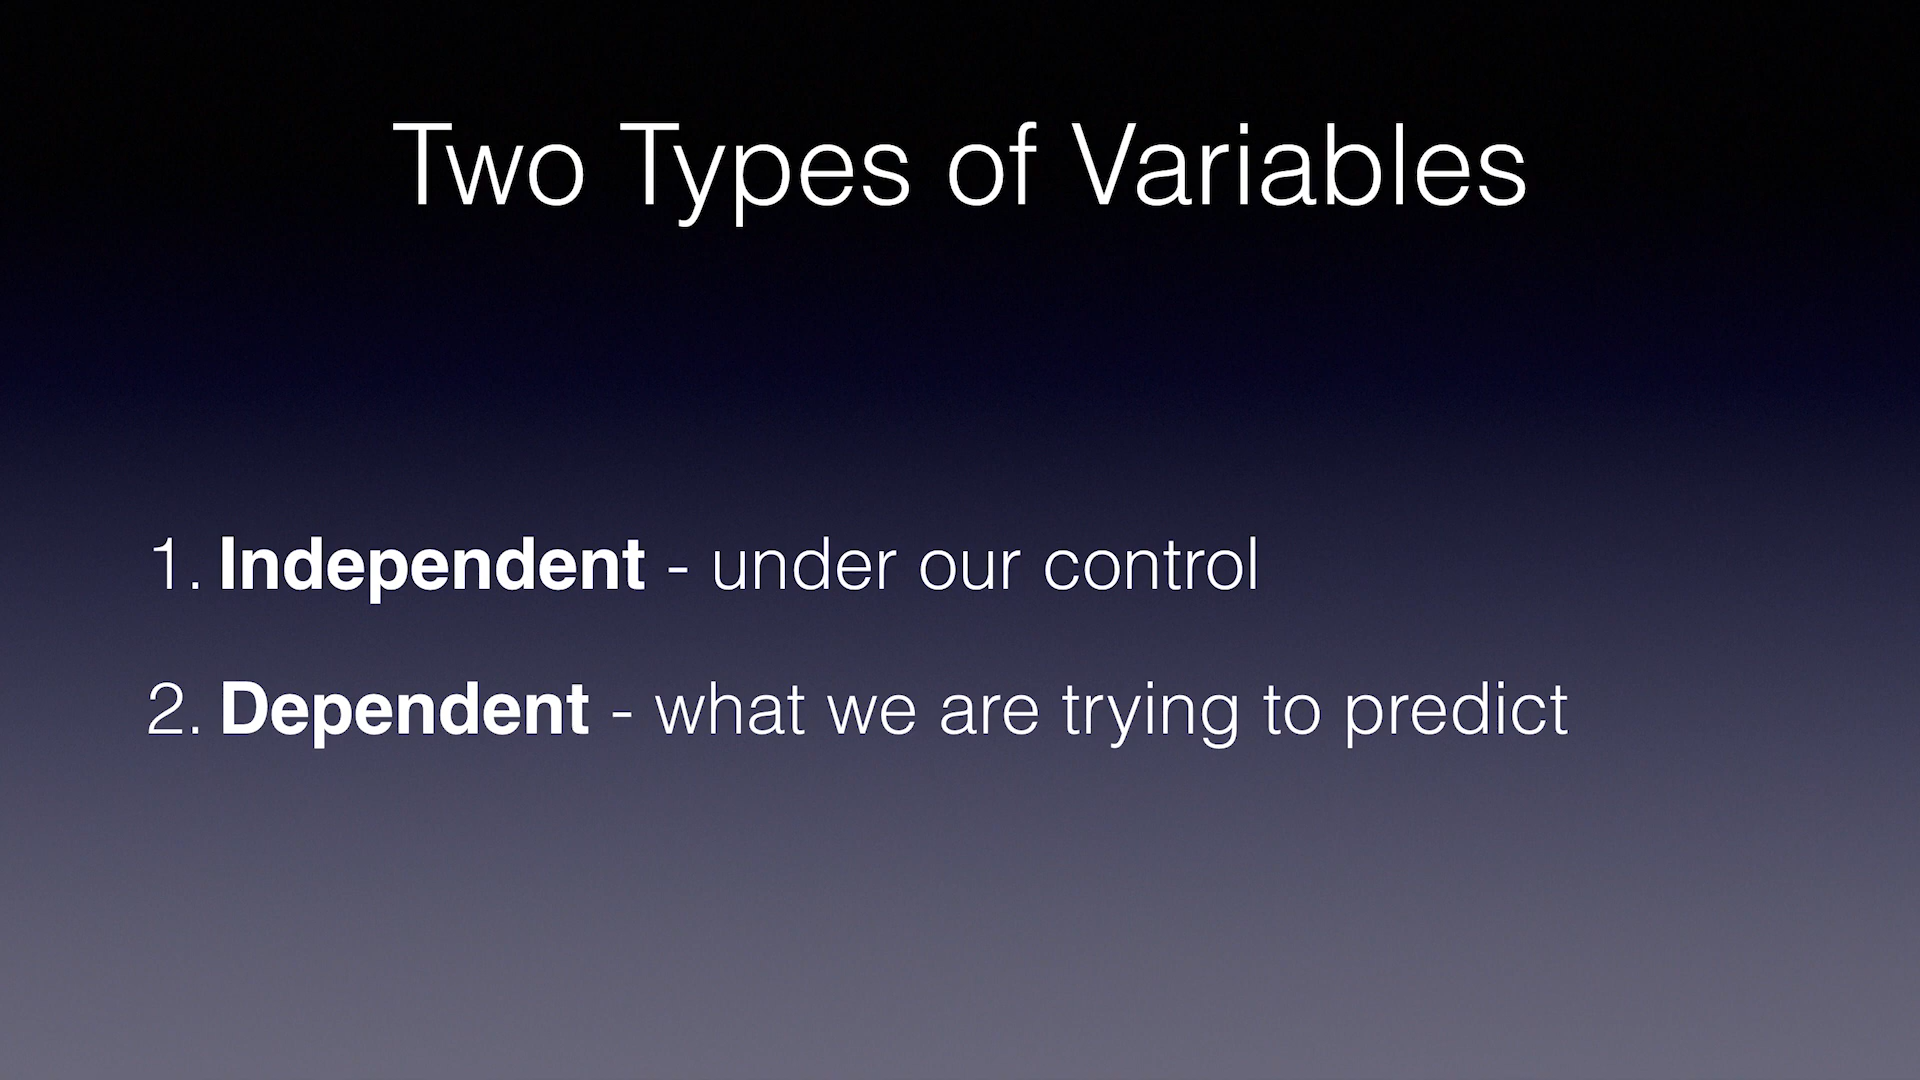 Two Types of Variables
1. Independent - under our control
2. Dependent - what we are trying to predict